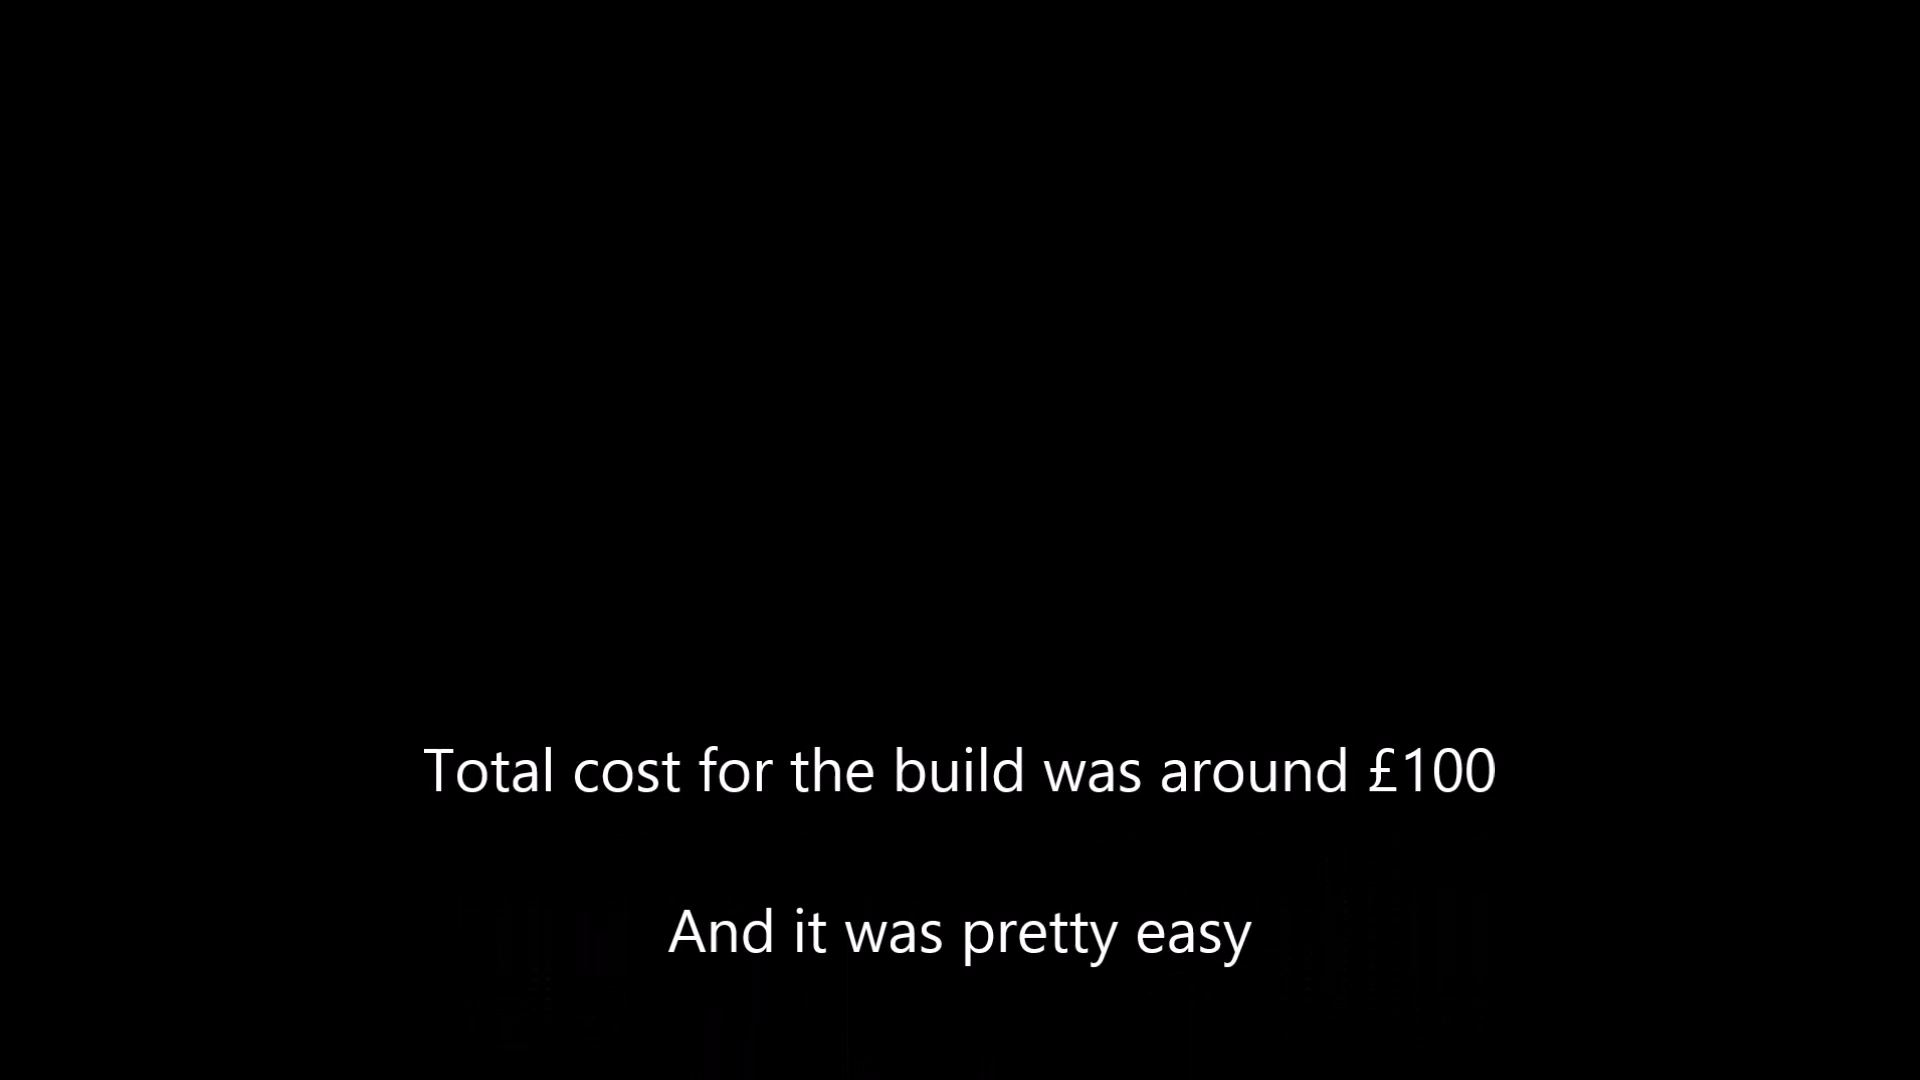 Total cost for the build was around £100
And it was pretty easy